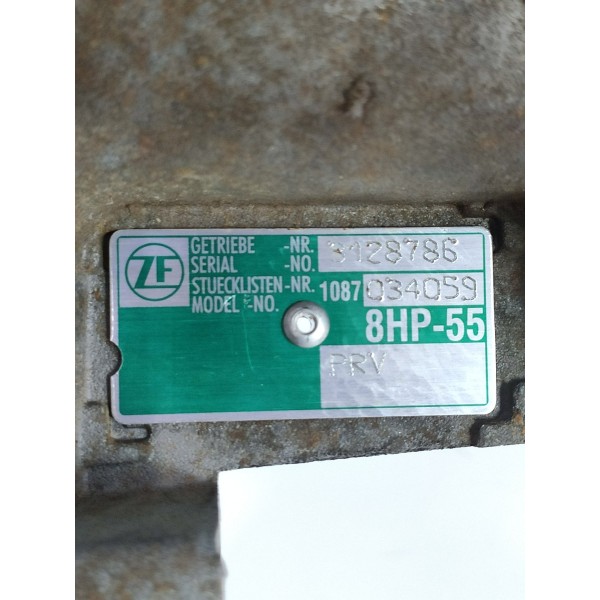 ZF
GETRIEBE -NR. 3128786
SERIAL -NO.
STUECKLISTEN-NR. 1087 034059
MODEL -NO.
8HP-55
PRV